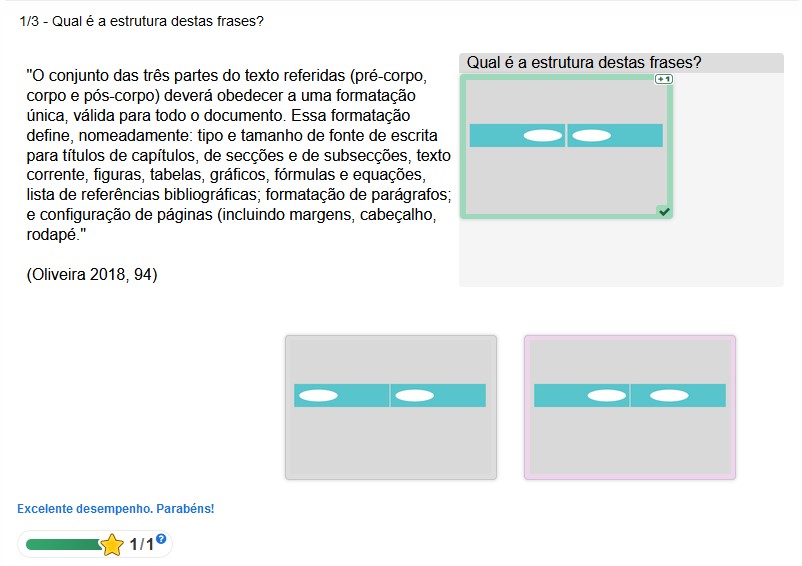 1/3 - Qual é a estrutura destas frases?
"O conjunto das três partes do texto referidas (pré-corpo,
corpo e pós-corpo) deverá obedecer a uma formatação
única, válida para todo o documento. Essa formatação
define, nomeadamente: tipo e tamanho de fonte de escrita
para títulos de capítulos, de secções e de subsecções, texto
corrente, figuras, tabelas, gráficos, fórmulas e equações,
lista de referências bibliográficas; formatação de parágrafos;
e configuração de páginas (incluindo margens, cabeçalho,
rodapé."
(Oliveira 2018, 94)
Qual é a estrutura destas frases?
+1
Excelente desempenho. Parabéns!
1/1
?